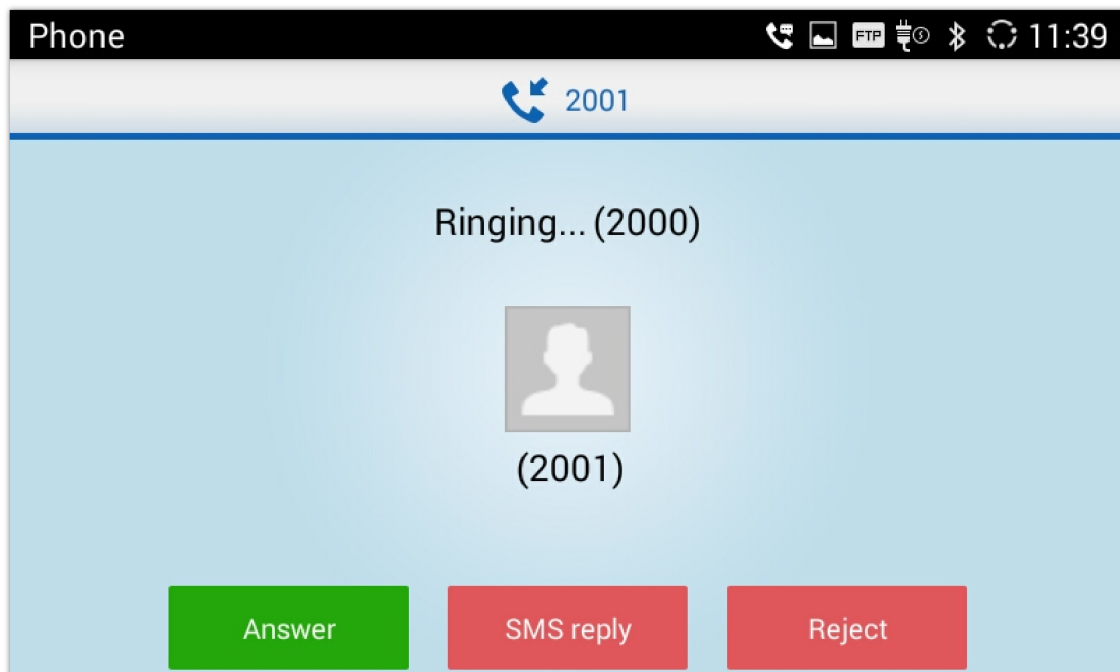 Phone FTP 11:39
2001
Ringing... (2000)
(2001)
Answer SMS reply Reject